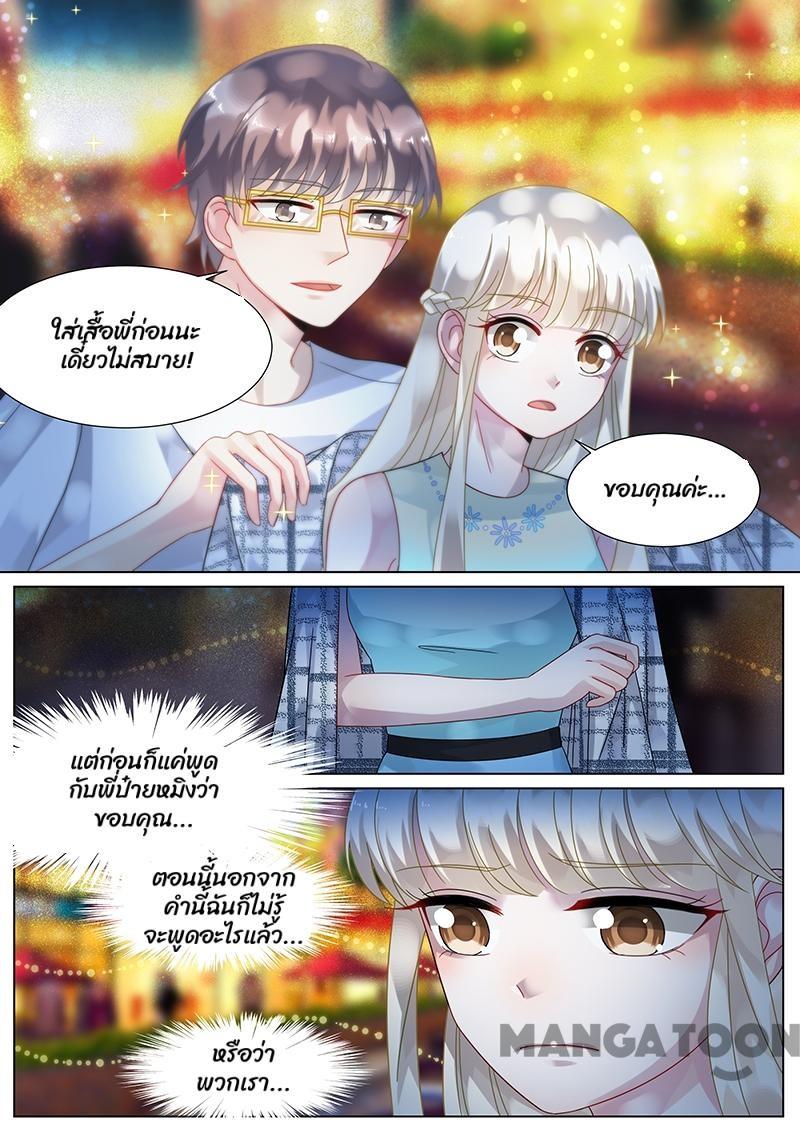 ใส่เสื้อพี่ก่อนนะ
เดี๋ยวไม่สบาย!
ขอบคุณค่ะ...
แต่ก่อนก็แค่พูด
กับพี่ป๋ายหมิงว่า
ขอบคุณ...
ตอนนี้นอกจาก
คำนี้ฉันก็ไม่รู้
จะพูดอะไรแล้ว...
หรือว่า
พวกเรา...
MANGATOON